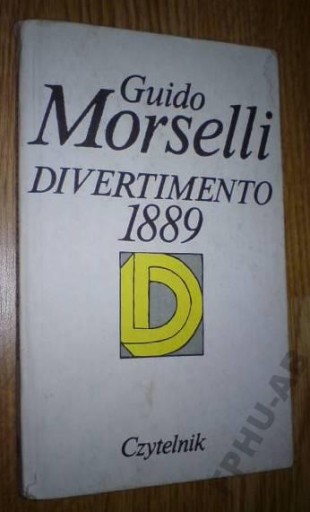 Guido
Morselli
DIVERTIMENTO
1889
D
Czytelnik